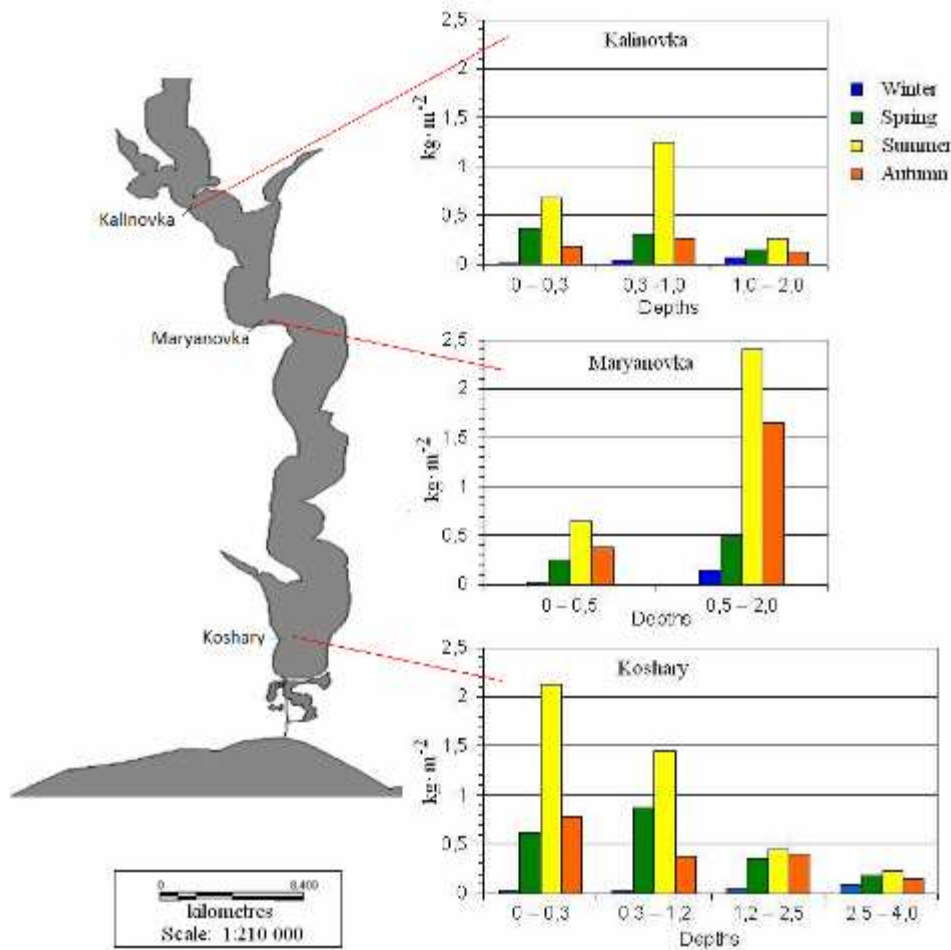 Kalinovka
Maryanovka
Koshary
0 8,400
kilometres
Scale: 1:210 000
Kalinovka
kg· m-2
2,5
2
1,5
1
0,5
0
0 – 0,3 0,3 -1,0 1,0 – 2,0
Depths
Winter
Spring
Summer
Autumn
Maryanovka
kg· m-2
2,5
2
1,5
1
0,5
0
0 – 0,5 0,5 – 2,0
Depths
Koshary
kg· m-2
2,5
2
1,5
1
0,5
0
0 – 0,3 0,3 – 1,2 1,2 – 2,5 2,5 – 4,0
Depths